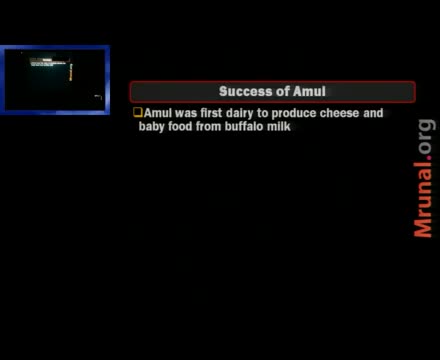 Success of Amul
Amul was first dairy to produce cheese and
baby food from buffalo milk
Mrunal.org